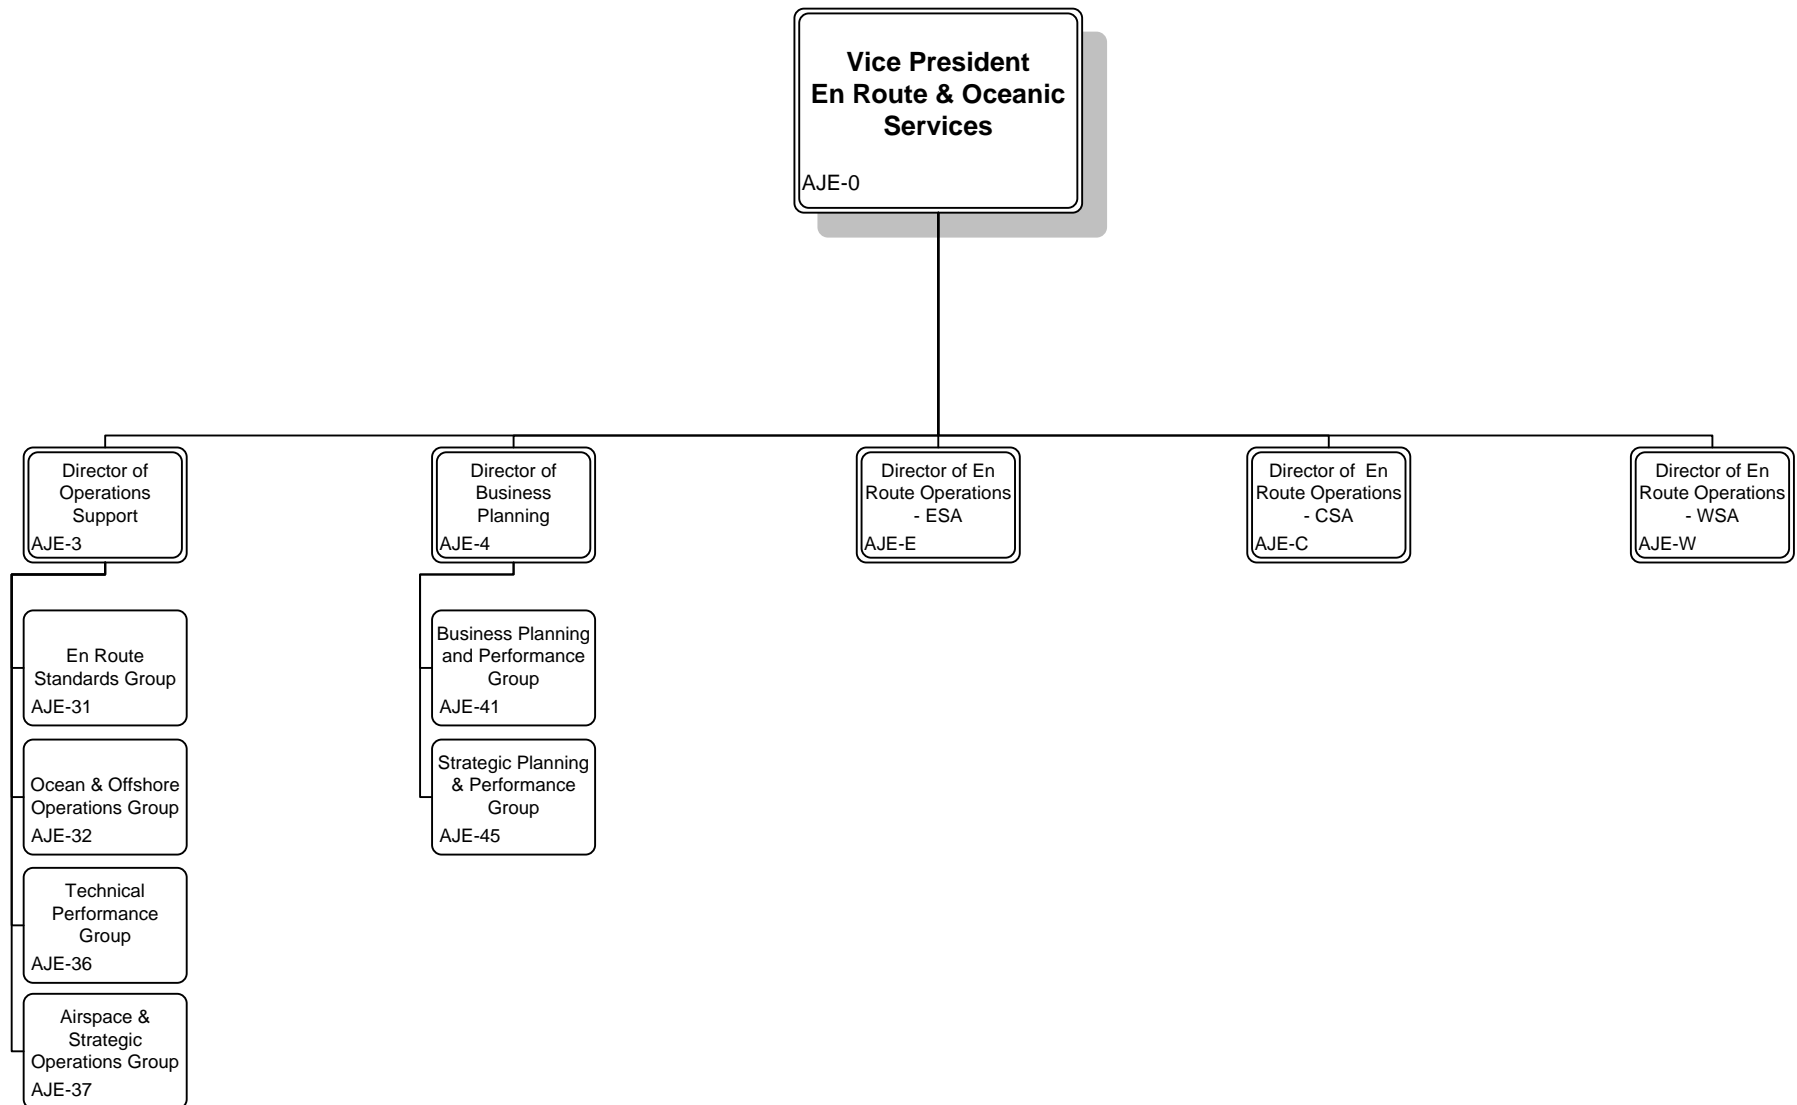 Vice President
En Route & Oceanic
Services
AJE-0
Director of
Operations
Support
AJE-3
Director of
Business
Planning
AJE-4
Director of En
Route Operations
- ESA
AJE-E
Director of  En
Route Operations
- CSA
AJE-C
Director of En
Route Operations
- WSA
AJE-W
En Route
Standards Group
AJE-31
Ocean & Offshore
Operations Group
AJE-32
Technical
Performance
Group
AJE-36
Airspace &
Strategic
Operations Group
AJE-37
Business Planning
and Performance
Group
AJE-41
Strategic Planning
& Performance
Group
AJE-45